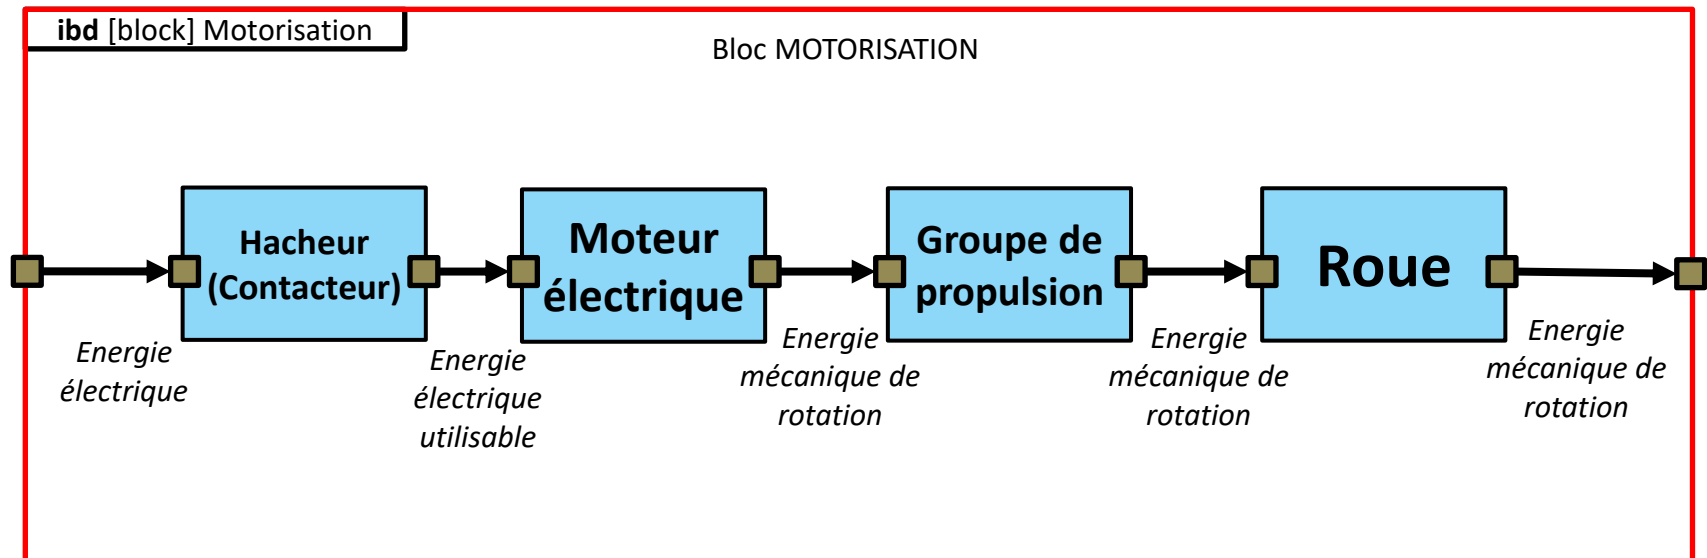 ibd [block] Motorisation
Bloc MOTORISATION
Hacheur
(Contacteur)
Moteur
électrique
Groupe de
propulsion
Roue
Energie
électrique
Energie
électrique
utilisable
Energie
mécanique de
rotation
Energie
mécanique de
rotation
Energie
mécanique de
rotation